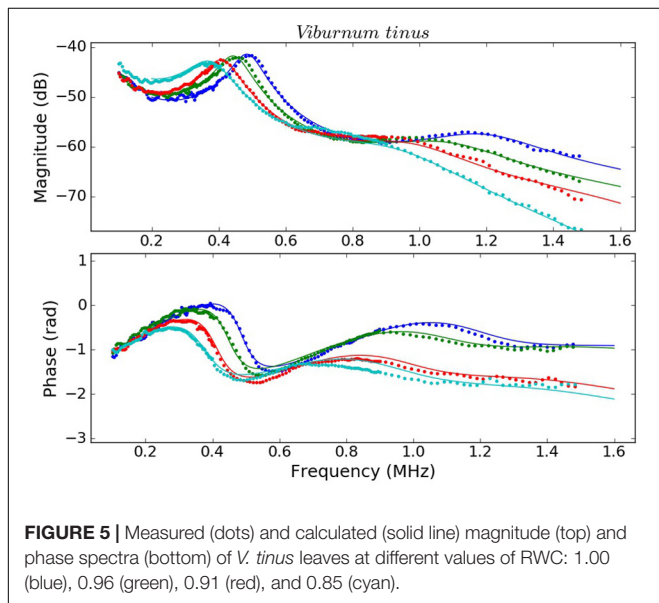 Viburnum tinus
−40
−50
−60
−70
Magnitude (dB)
0.2 0.4 0.6 0.8 1.0 1.2 1.4 1.6
1
0
−1
−2
−3
Phase (rad)
0.2 0.4 0.6 0.8 1.0 1.2 1.4 1.6
Frequency (MHz)
FIGURE 5 | Measured (dots) and calculated (solid line) magnitude (top) and
phase spectra (bottom) of V. tinus leaves at different values of RWC: 1.00
(blue), 0.96 (green), 0.91 (red), and 0.85 (cyan).